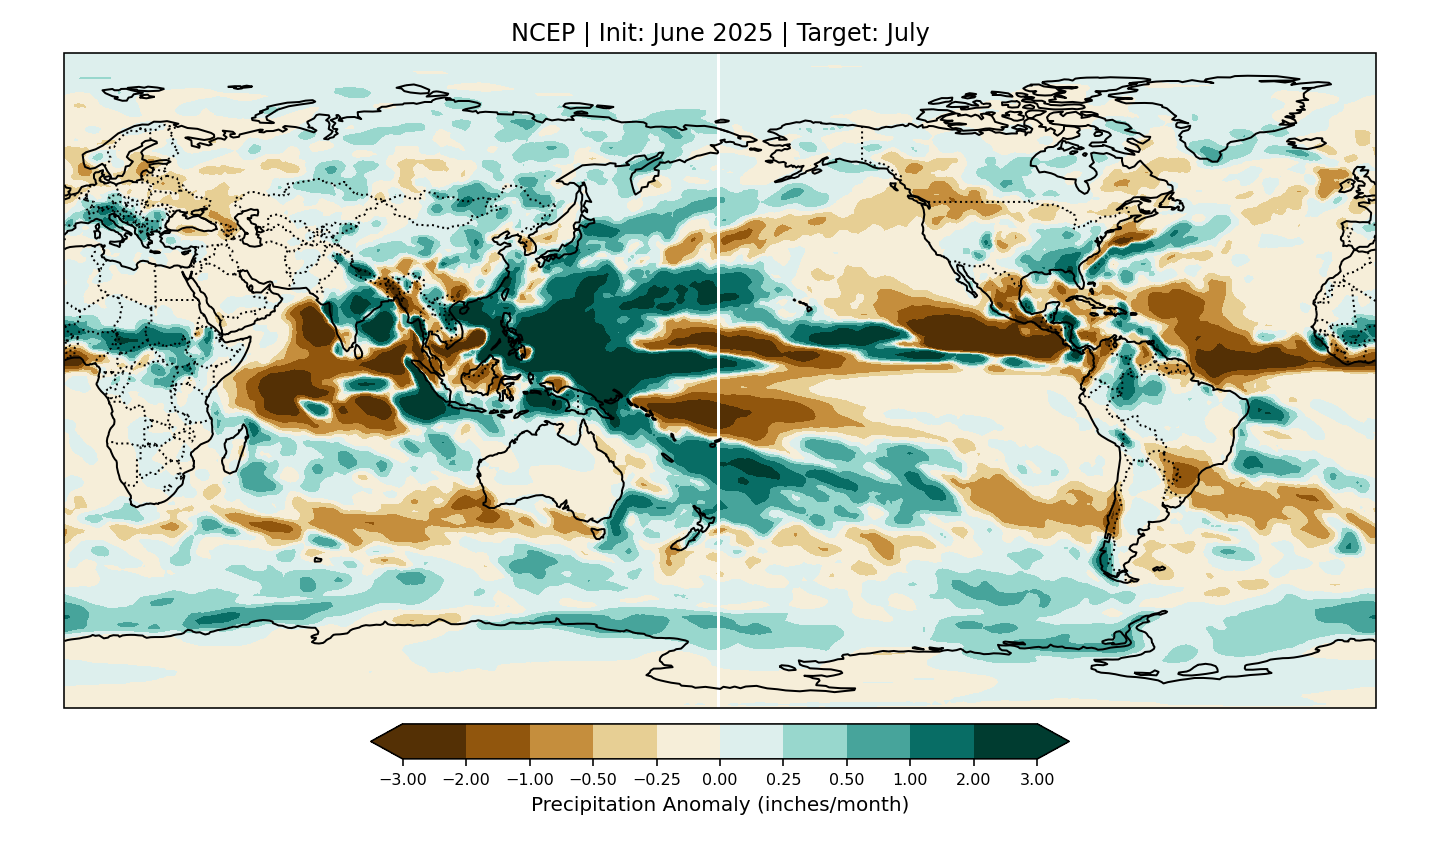 NCEP | Init: June 2025 | Target: July
−3.00 −2.00 −1.00 −0.50 −0.25 0.00 0.25 0.50 1.00 2.00 3.00
Precipitation Anomaly (inches/month)